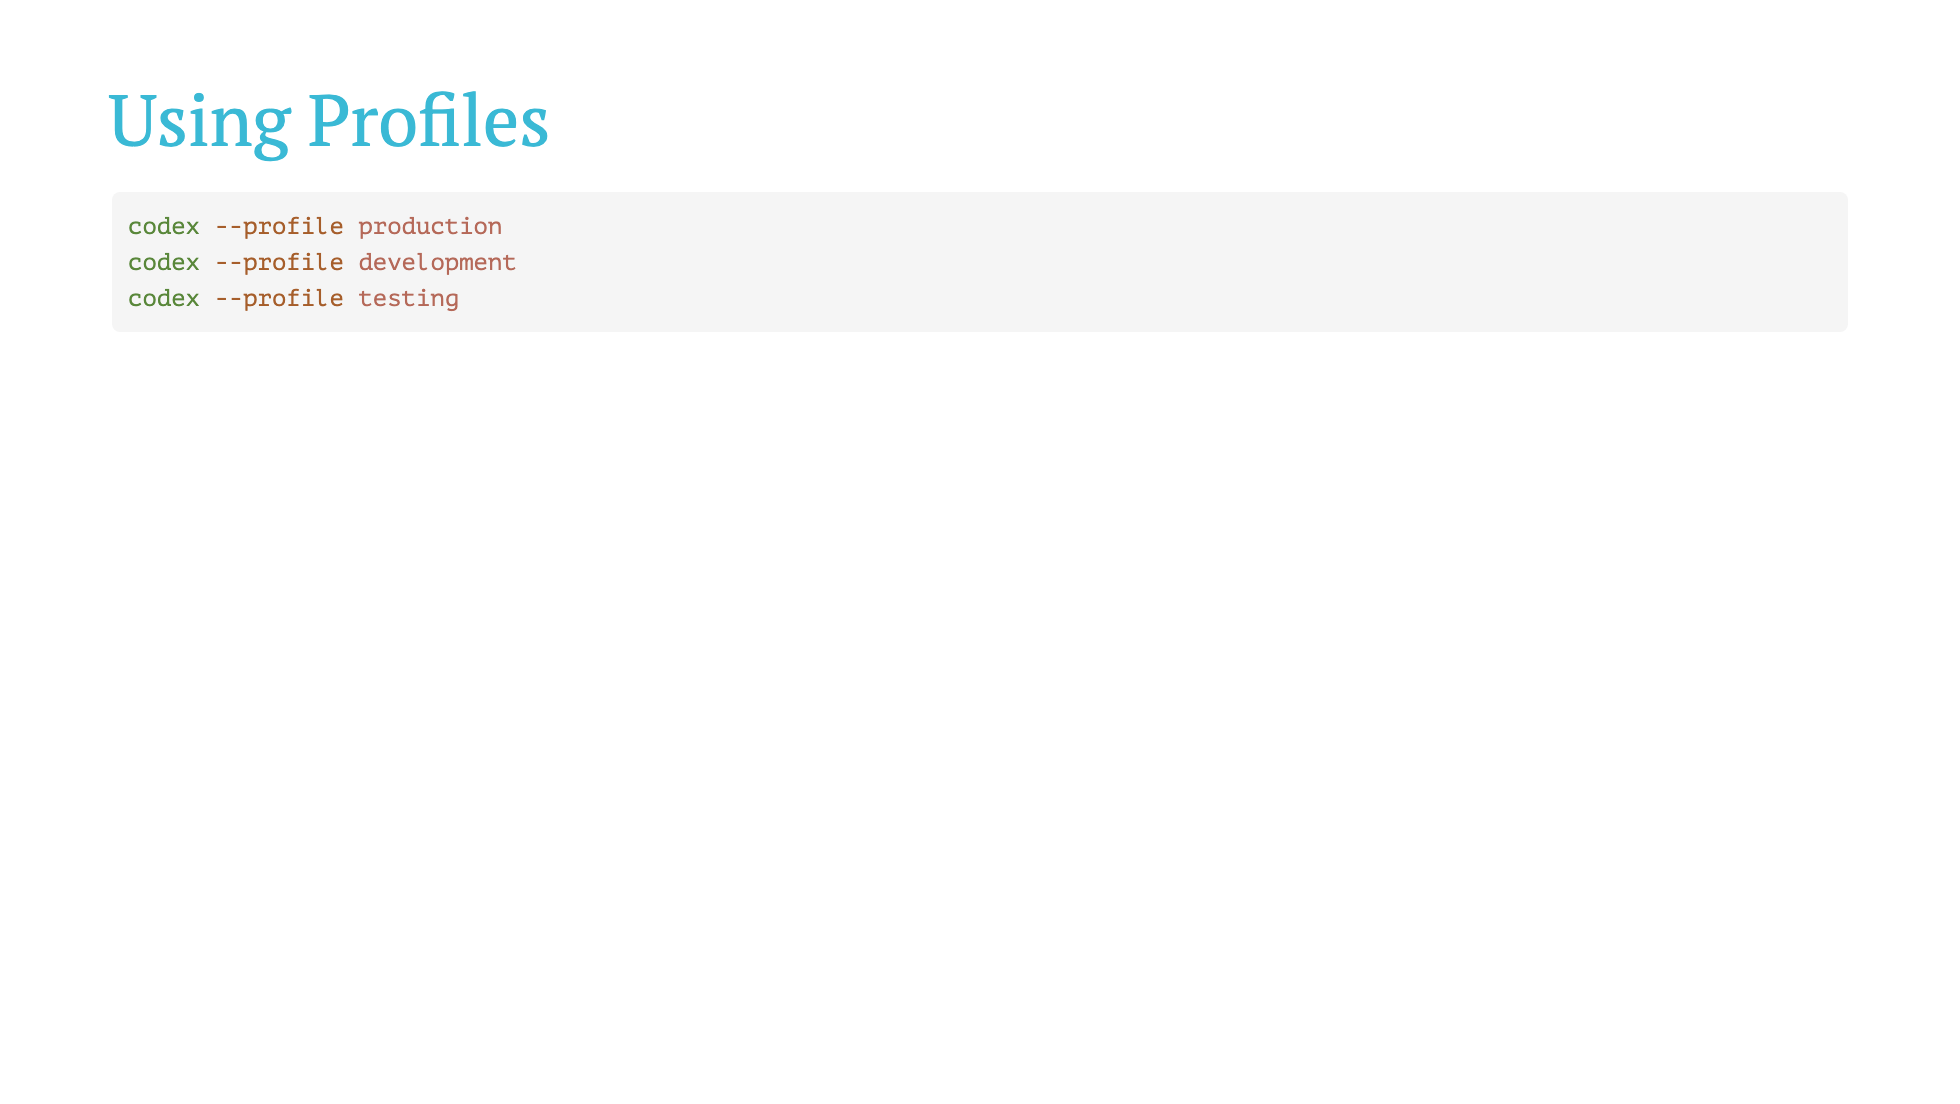 Using Profiles
codex --profile production
codex --profile development
codex --profile testing